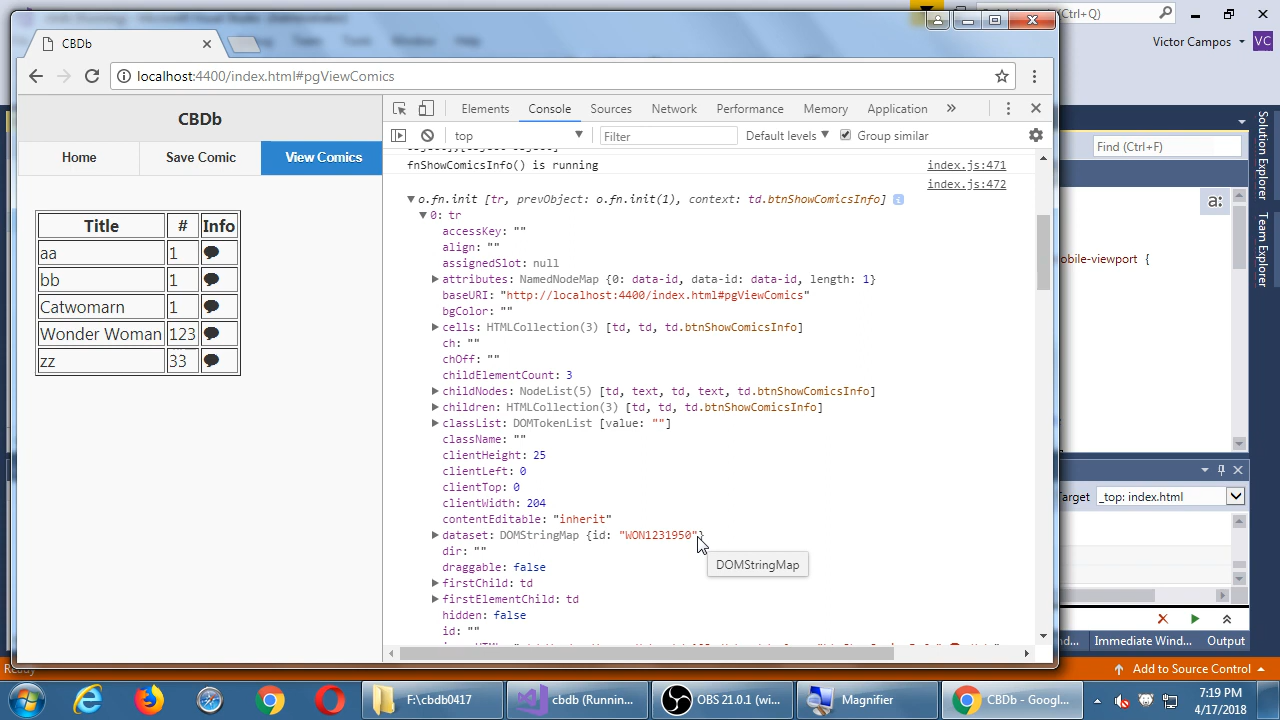 (Ctrl+Q)
CBDb
Victor Campos
VC
localhost:4400/index.html#pgViewComics
CBDb
Home
Save Comic
View Comics
Title # Info
aa 1
bb 1
Catwomarn 1
Wonder Woman 123
zz 33
Elements Console Sources Network Performance Memory Application »
top Filter Default levels Group similar
fnShowComicsInfo() is running index.js:471
index.js:472
o.fn.init [tr, prevObject: o.fn.init(1), context: td.btnShowComicsInfo]
0: tr
accessKey: ""
align: ""
assignedSlot: null
attributes: NamedNodeMap {0: data-id, data-id: data-id, length: 1}
baseURI: "http://localhost:4400/index.html#pgViewComics"
bgColor: ""
cells: HTMLCollection(3) [td, td, td.btnShowComicsInfo]
ch: ""
chOff: ""
childElementCount: 3
childNodes: NodeList(5) [td, text, td, text, td.btnShowComicsInfo]
children: HTMLCollection(3) [td, td, td.btnShowComicsInfo]
classList: DOMTokenList [value: ""]
className: ""
clientHeight: 25
clientLeft: 0
clientTop: 0
clientWidth: 204
contentEditable: "inherit"
dataset: DOMStringMap {id: "WON1231950"}
dir: ""
DOMStringMap
draggable: false
firstChild: td
firstElementChild: td
hidden: false
id: ""
Find (Ctrl+F)
a:
obile-viewport {
Solution Explorer
Team Explorer
Target _top: index.html
nd... Immediate Wind... Output
Ready
Add to Source Control
F:\cbdb0417
cbdb (Runnin...
OBS 21.0.1 (wi...
Magnifier
CBDb - Googl...
7:19 PM
4/17/2018